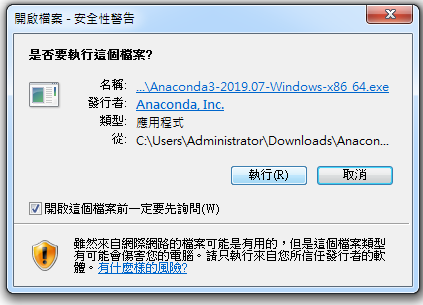 開啟檔案 - 安全性警告
是否要執行這個檔案?
名稱: ...\Anaconda3-2019.07-Windows-x86_64.exe
發行者: Anaconda, Inc.
類型: 應用程式
從: C:\Users\Administrator\Downloads\Anacon...
執行(R) 取消
開啟這個檔案前一定要先詢問(W)
雖然來自網際網路的檔案可能是有用的，但是這個檔案類型
有可能會傷害您的電腦。請只執行來自您所信任發行者的軟
體。有什麼樣的風險?